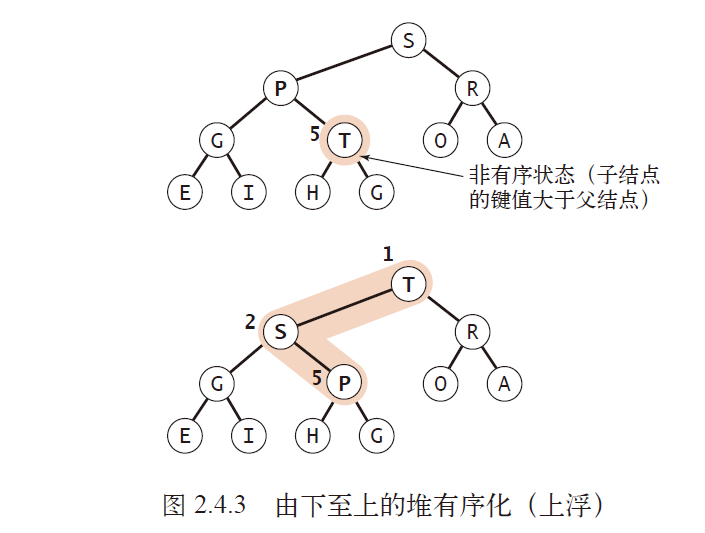 S
P R
G 5 T O A
E I H G
非有序状态（子结点
的键值大于父结点）
1
T
2 S R
G 5 P O A
E I H G
图 2.4.3 由下至上的堆有序化（上浮）